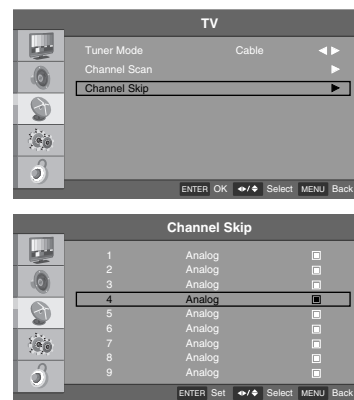 TV
Tuner Mode Cable
Channel Scan
Channel Skip
ENTER OK Select MENU Back
Channel Skip
1 Analog
2 Analog
3 Analog
4 Analog
5 Analog
6 Analog
7 Analog
8 Analog
9 Analog
ENTER Set Select MENU Back